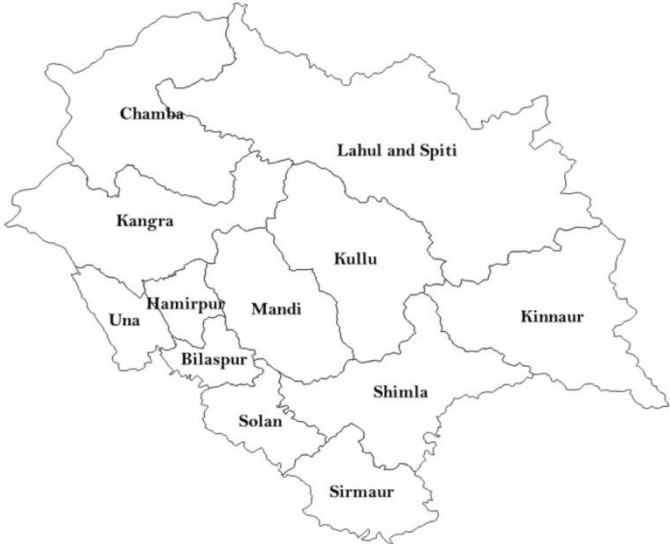 Chamba
Lahul and Spiti
Kangra
Kullu
Hamirpur
Mandi
Una
Kinnaur
Bilaspur
Shimla
Solan
Sirmaur